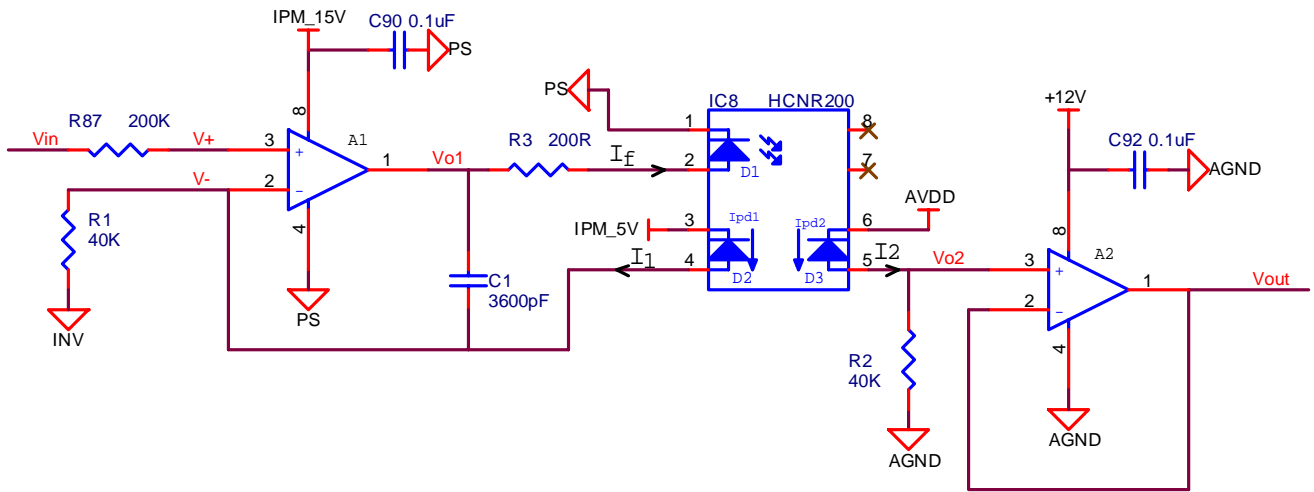 IPM_15V
C90 0.1uF
PS
8
Vin
R87 200K
V+
3
+
A1
1
Vo1
R3 200R
If
V-
2
−
4
PS
R1
40K
INV
C1
3600pF
PS
IC8 HCNR200
1
2
D1
8
7
IPM_5V
3
4
Ipd1
D2
I1
Ipd2
D3
6
5
AVDD
I2
Vo2
R2
40K
AGND
+12V
C92 0.1uF
AGND
8
3
+
A2
2
−
1
4
AGND
Vout